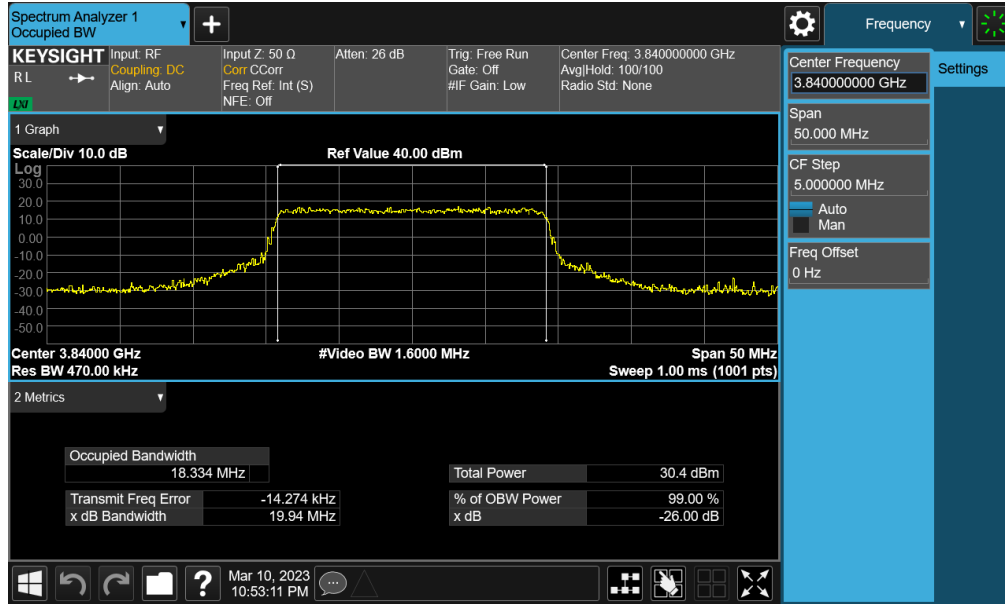 Spectrum Analyzer 1
Occupied BW
Frequency
KEYSIGHT
R L
LXI
Input: RF
Coupling: DC
Align: Auto
Input Z: 50 Ω
Corr CCorr
Freq Ref: Int (S)
NFE: Off
Atten: 26 dB
Trig: Free Run
Gate: Off
#IF Gain: Low
Center Freq: 3.840000000 GHz
Avg|Hold: 100/100
Radio Std: None
Center Frequency
3.840000000 GHz
Settings
Span
50.000 MHz
CF Step
5.000000 MHz
Auto
Man
Freq Offset
0 Hz
1 Graph
Scale/Div 10.0 dB
Ref Value 40.00 dBm
Log
30.0
20.0
10.0
0.00
-10.0
-20.0
-30.0
-40.0
-50.0
Center 3.84000 GHz
#Video BW 1.6000 MHz
Span 50 MHz
Res BW 470.00 kHz
Sweep 1.00 ms (1001 pts)
2 Metrics
Occupied Bandwidth
18.334 MHz
Total Power 30.4 dBm
Transmit Freq Error -14.274 kHz
% of OBW Power 99.00 %
x dB Bandwidth 19.94 MHz
x dB -26.00 dB
?
Mar 10, 2023
10:53:11 PM